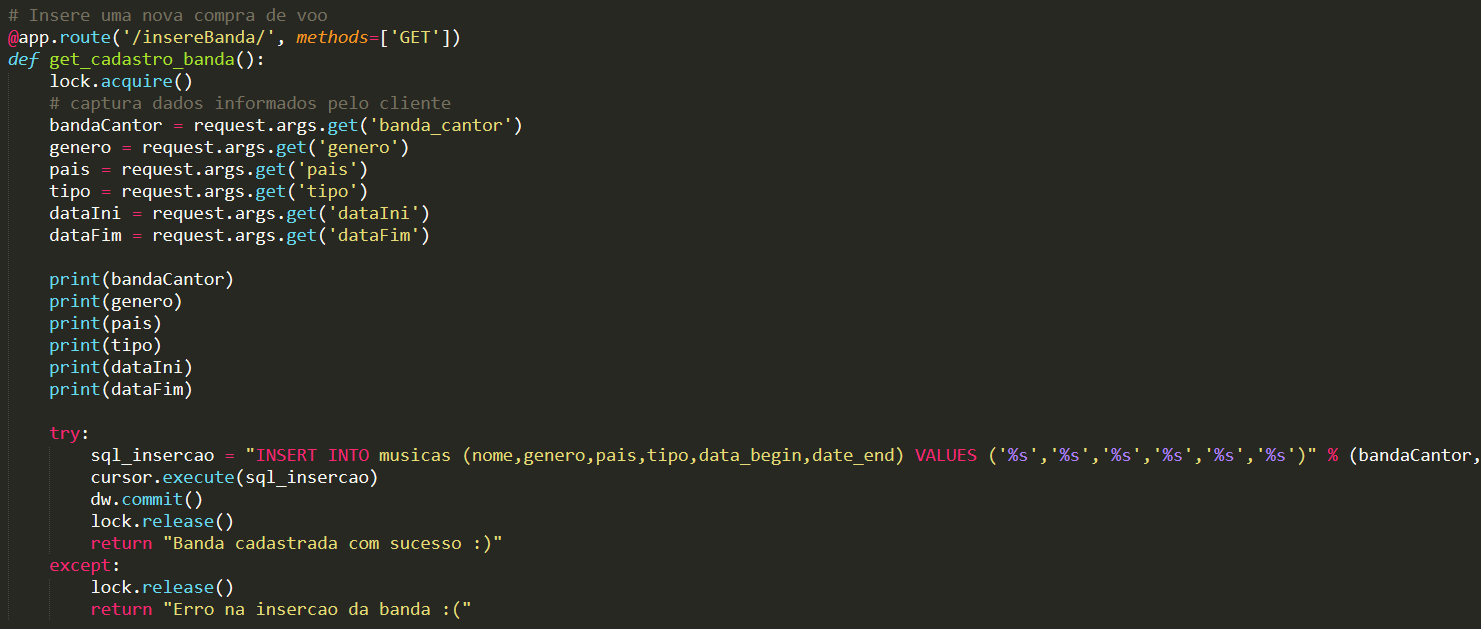 # Insere uma nova compra de voo
@app.route('/insereBanda/', methods=['GET'])
def get_cadastro_banda():
    lock.acquire()
    # captura dados informados pelo cliente
    bandaCantor = request.args.get('banda_cantor')
    genero = request.args.get('genero')
    pais = request.args.get('pais')
    tipo = request.args.get('tipo')
    dataIni = request.args.get('dataIni')
    dataFim = request.args.get('dataFim')

    print(bandaCantor)
    print(genero)
    print(pais)
    print(tipo)
    print(dataIni)
    print(dataFim)

    try:
        sql_insercao = "INSERT INTO musicas (nome,genero,pais,tipo,data_begin,date_end) VALUES ('%s','%s','%s','%s','%s','%s')" % (bandaCantor,
        cursor.execute(sql_insercao)
        dw.commit()
        lock.release()
        return "Banda cadastrada com sucesso :)"
    except:
        lock.release()
        return "Erro na insercao da banda :("